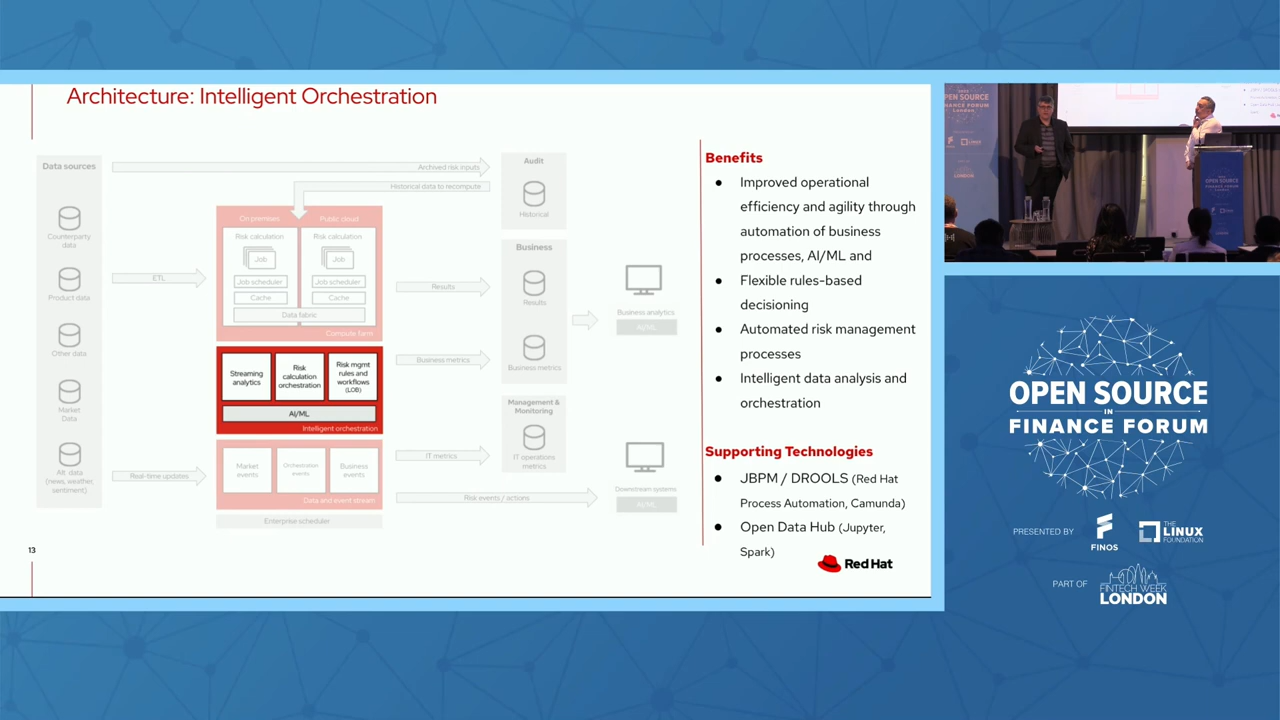 Architecture: Intelligent Orchestration
Data sources
Counterparty
data
Product data
Other data
Market
Data
Alt. data
(news, weather,
sentiment)
Archived risk inputs
Historical data to recompute
ETL
Real-time updates
On premises
Public cloud
Risk calculation
Job
Job scheduler
Cache
Risk calculation
Job
Job scheduler
Cache
Data fabric
Compute farm
Streaming
analytics
Risk
calculation
orchestration
Risk mgmt
rules and
workflows
(LOB)
AI/ML
Intelligent orchestration
Market
events
Orchestration
events
Business
events
Data and event stream
Enterprise scheduler
Results
Business metrics
IT metrics
Risk events / actions
Audit
Historical
Business
Results
Business metrics
Management &
Monitoring
IT operations
metrics
Business analytics
AI/ML
Downstream systems
AI/ML
Benefits
● Improved operational
efficiency and agility through
automation of business
processes, AI/ML and
● Flexible rules-based
decisioning
● Automated risk management
processes
● Intelligent data analysis and
orchestration
Supporting Technologies
● JBPM / DROOLS (Red Hat
Process Automation, Camunda)
● Open Data Hub (Jupyter,
Spark)
13
Red Hat
OPEN SOURCE
IN
FINANCE FORUM
London
OPEN SOURCE
IN
FINANCE FORUM
PRESENTED BY
FINOS
THE
LINUX
FOUNDATION
PART OF
FINTECH WEEK
LONDON